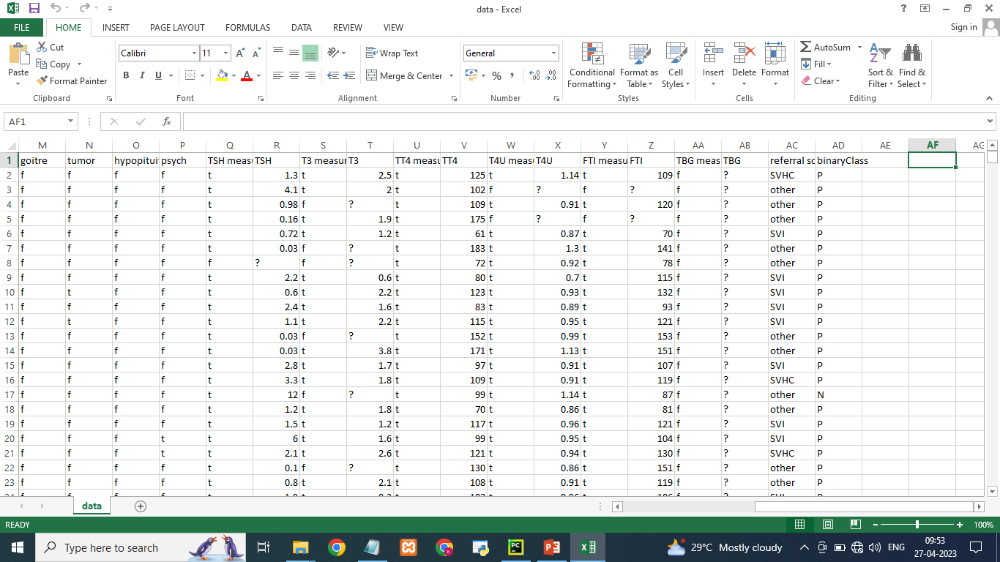 data - Excel
FILE HOME INSERT PAGE LAYOUT FORMULAS DATA REVIEW VIEW Sign in
Paste Cut Copy Format Painter
Calibri 11 B I U
Wrap Text Merge & Center
General % ,
Conditional Formatting Format as Table Cell Styles
Insert Delete Format
AutoSum Fill Clear Sort & Filter Find & Select
Clipboard Font Alignment Number Styles Cells Editing
AF1 fx
M N O P Q R S T U V W X Y Z AA AB AC AD AE AF AG
1 goitre tumor hypopitui psych TSH measu TSH T3 measur T3 TT4 measu TT4 T4U measu T4U FTI measu FTI TBG meas TBG referral so binaryClass
2 f f f f t 1.3 t 2.5 t 125 t 1.14 t 109 f ? SVHC P
3 f f f f t 4.1 t 2 t 102 f ? f ? f ? other P
4 f f f f t 0.98 f ? t 109 t 0.91 t 120 f ? other P
5 f f f f t 0.16 t 1.9 t 175 f ? f ? f ? other P
6 f f f f t 0.72 t 1.2 t 61 t 0.87 t 70 f ? SVI P
7 f f f f t 0.03 f ? t 183 t 1.3 t 141 f ? other P
8 f f f f f ? f ? t 72 t 0.92 t 78 f ? other P
9 f f f f t 2.2 t 0.6 t 80 t 0.7 t 115 f ? SVI P
10 f t f f t 0.6 t 2.2 t 123 t 0.93 t 132 f ? SVI P
11 f f f f t 2.4 t 1.6 t 83 t 0.89 t 93 f ? SVI P
12 f t f f t 1.1 t 2.2 t 115 t 0.95 t 121 f ? SVI P
13 f f f f t 0.03 f ? t 152 t 0.99 t 153 f ? other P
14 f f f f t 0.03 t 3.8 t 171 t 1.13 t 151 f ? other P
15 f f f f t 2.8 t 1.7 t 97 t 0.91 t 107 f ? SVI P
16 f f f f t 3.3 t 1.8 t 109 t 0.91 t 119 f ? SVHC P
17 f f f f t 12 f ? t 99 t 1.14 t 87 f ? other N
18 f f f f t 1.2 t 1.8 t 70 t 0.86 t 81 f ? other P
19 f f f f t 1.5 t 1.2 t 117 t 0.96 t 121 f ? SVI P
20 f f f t t 6 t 1.6 t 99 t 0.95 t 104 f ? SVI P
21 f f f t t 2.1 t 2.6 t 121 t 0.94 t 130 f ? SVHC P
22 f f f f t 0.1 f ? t 130 t 0.86 t 151 f ? other P
23 f f f f t 0.8 t 2.1 t 108 t 0.91 t 119 f ? other P
data
READY 100%
Type here to search 29°C Mostly cloudy ENG 09:53
27-04-2023